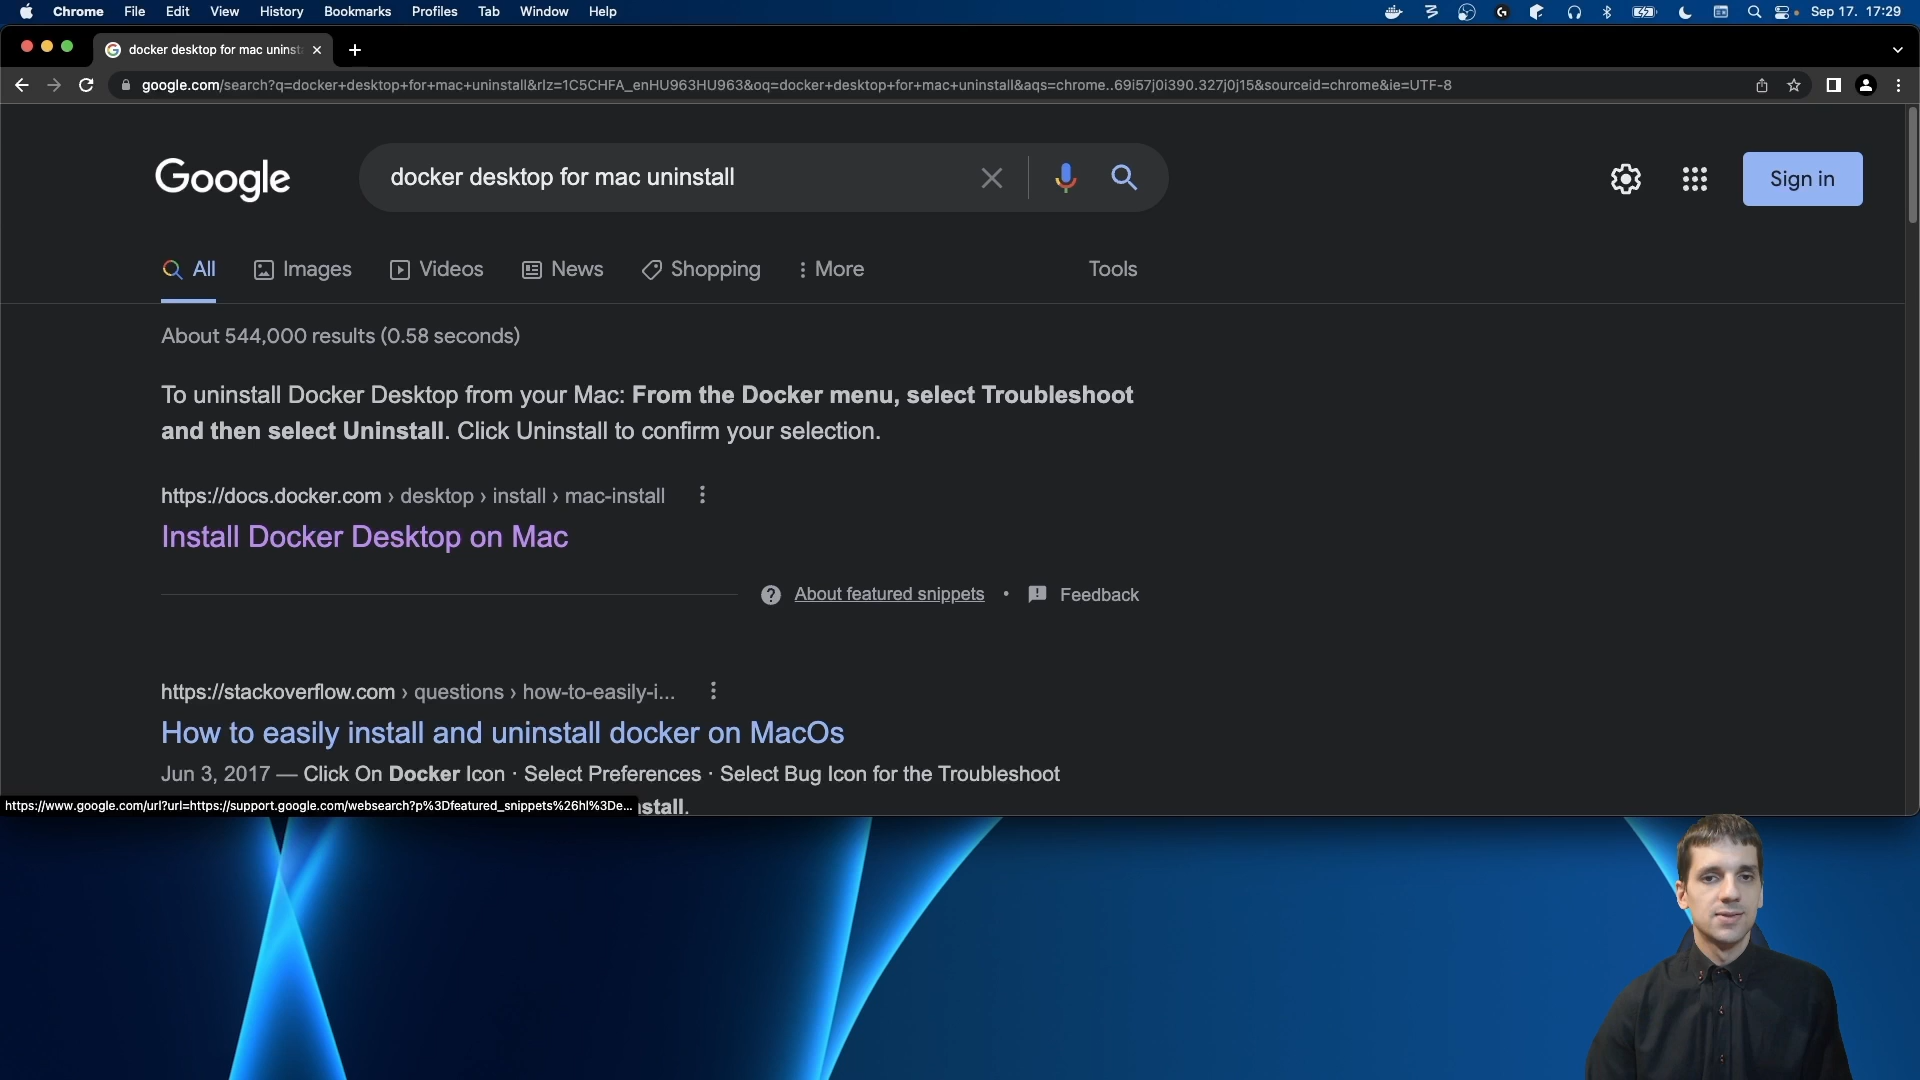 Chrome File Edit View History Bookmarks Profiles Tab Window Help Sep 17. 17:29
docker desktop for mac uninst
google.com/search?q=docker+desktop+for+mac+uninstall&rlz=1C5CHFA_enHU963HU963&oq=docker+desktop+for+mac+uninstall&aqs=chrome..69i57j0i390.327j0j15&sourceid=chrome&ie=UTF-8
Google docker desktop for mac uninstall Sign in
All Images Videos News Shopping More Tools
About 544,000 results (0.58 seconds)
To uninstall Docker Desktop from your Mac: From the Docker menu, select Troubleshoot
and then select Uninstall. Click Uninstall to confirm your selection.
https://docs.docker.com › desktop › install › mac-install
Install Docker Desktop on Mac
About featured snippets • Feedback
https://stackoverflow.com › questions › how-to-easily-i...
How to easily install and uninstall docker on MacOs
Jun 3, 2017 — Click On Docker Icon · Select Preferences · Select Bug Icon for the Troubleshoot
https://www.google.com/url?url=https://support.google.com/websearch?p%3Dfeatured_snippets%26hl%3De... stall.